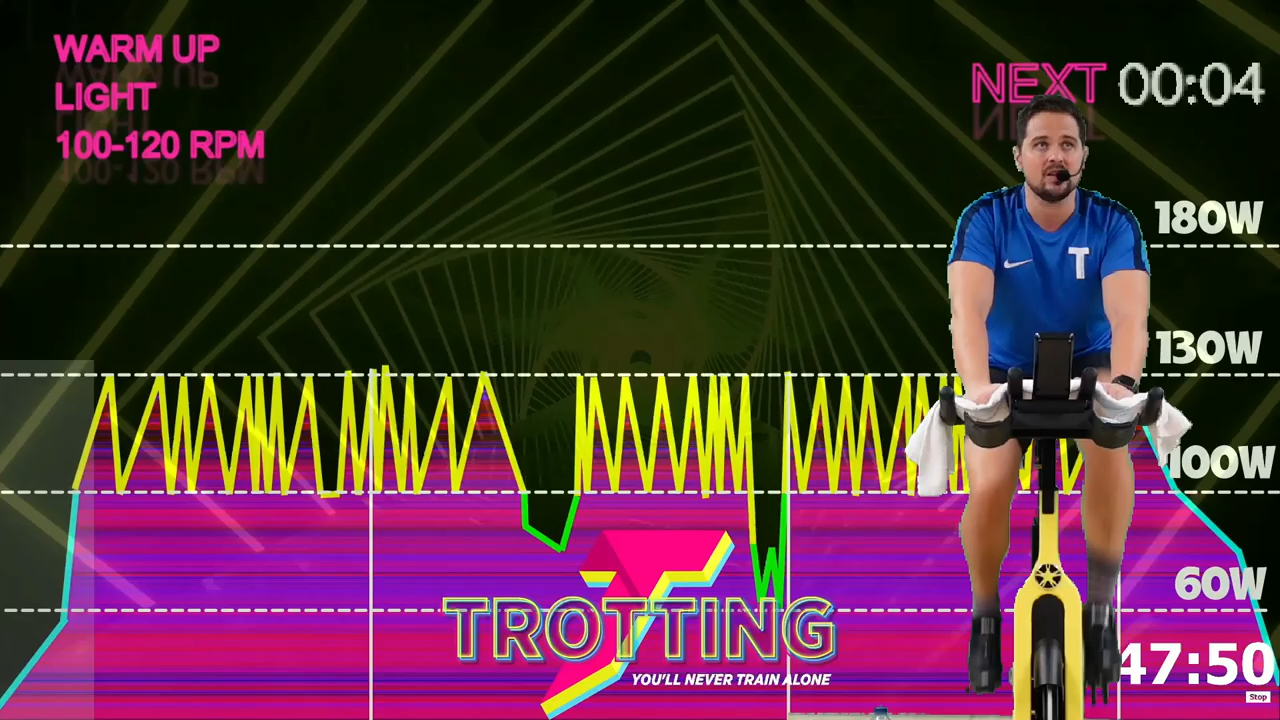 WARM UP
LIGHT
100-120 RPM
NEXT 00:04
180W
130W
100W
60W
TROTTING
YOU'LL NEVER TRAIN ALONE
47:50
Stop
T